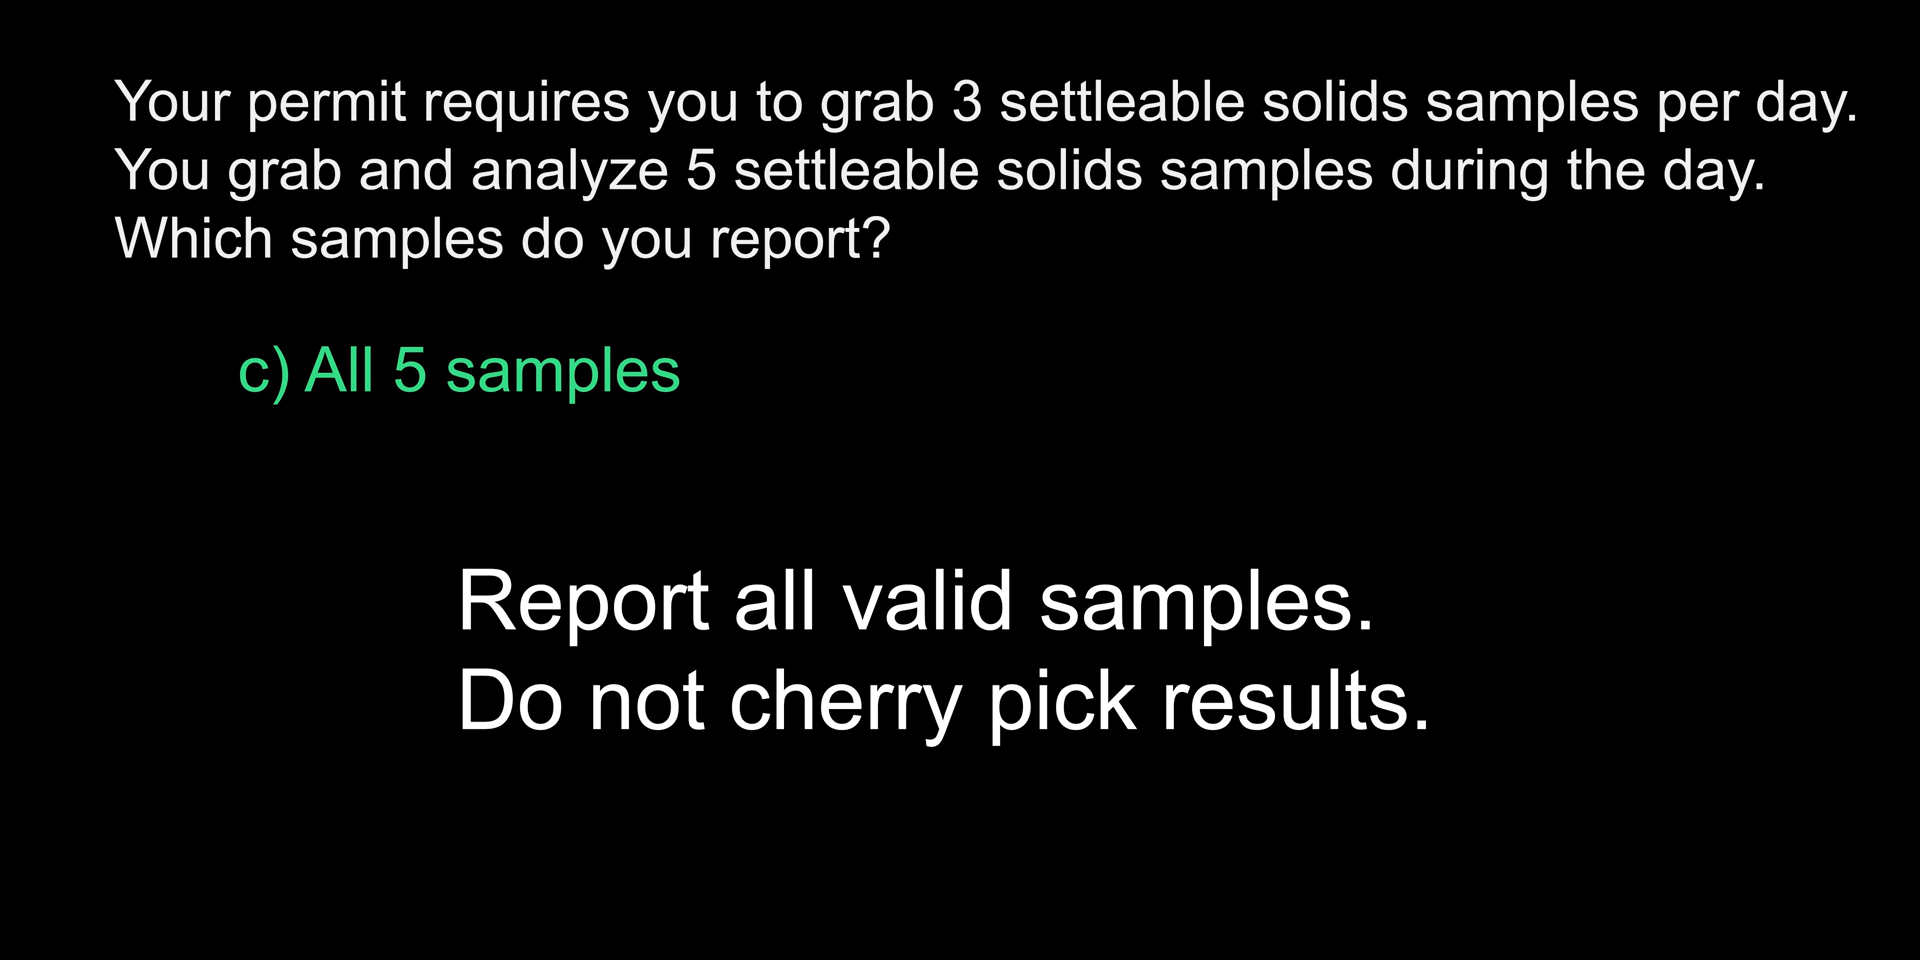 Your permit requires you to grab 3 settleable solids samples per day.
You grab and analyze 5 settleable solids samples during the day.
Which samples do you report?
c) All 5 samples
Report all valid samples.
Do not cherry pick results.